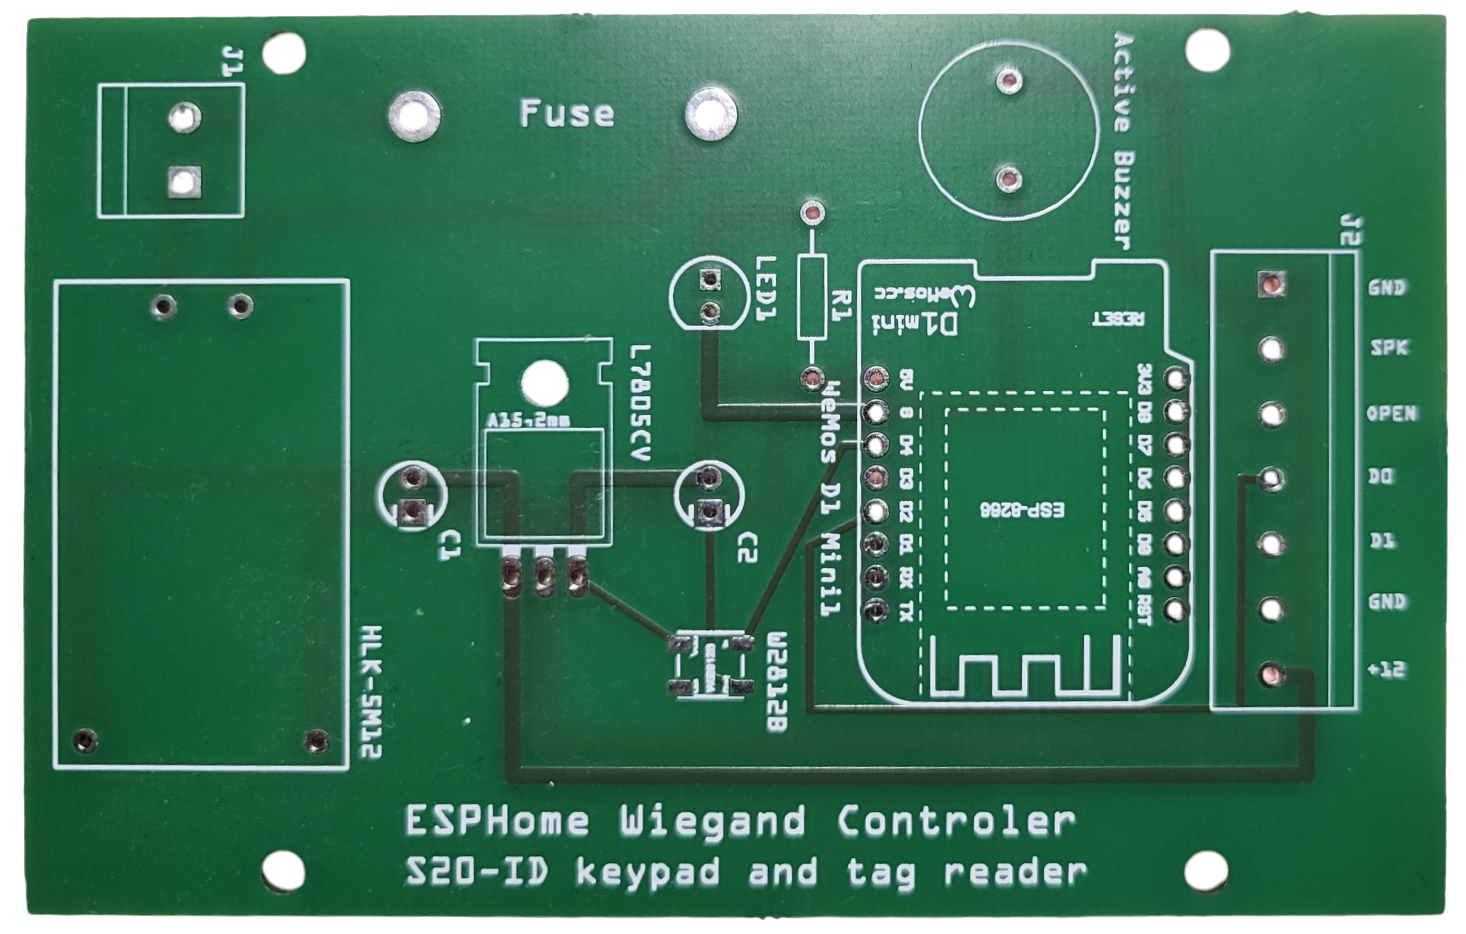 J1
Fuse
Active Buzzer
J2
LED1
R1
WeMos.cc
D1mini
RESET
GND
SPK
OPEN
D0
D1
GND
+12
L7805CV
A15,2mm
WeMos D1 Mini1
5V
G
D4
D3
D2
D1
RX
TX
3V3
D8
D7
D6
D5
D0
A0
RST
ESP-8266
C1
C2
W2812B
HLK-5M12
ESPHome Wiegand Controler
S20-ID keypad and tag reader